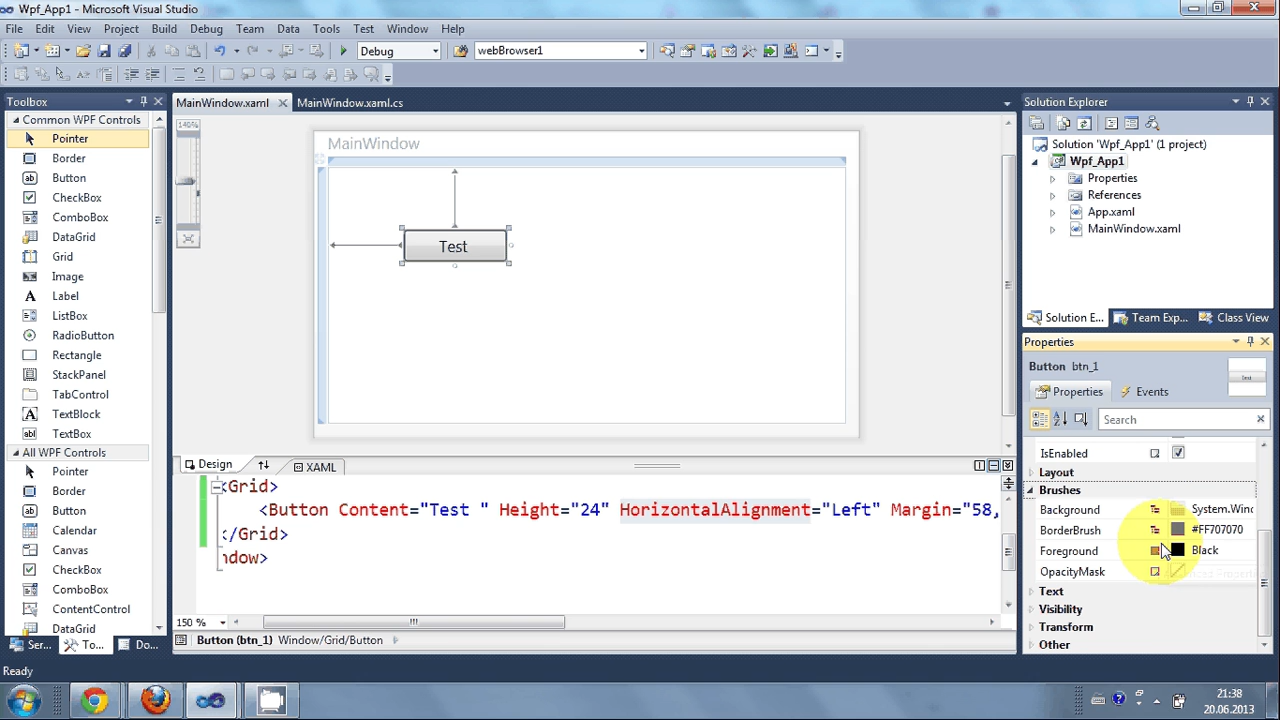 Wpf_App1 - Microsoft Visual Studio
File Edit View Project Build Debug Team Data Tools Test Window Help
Debug webBrowser1
Toolbox
Common WPF Controls
Pointer
Border
Button
CheckBox
ComboBox
DataGrid
Grid
Image
Label
ListBox
RadioButton
Rectangle
StackPanel
TabControl
TextBlock
TextBox
All WPF Controls
Pointer
Border
Button
Calendar
Canvas
CheckBox
ComboBox
ContentControl
DataGrid
Ser... To... Do...
MainWindow.xaml MainWindow.xaml.cs
140%
MainWindow
Test
Design XAML
<Grid>
<Button Content="Test " Height="24" HorizontalAlignment="Left" Margin="58,
</Grid>
ndow>
150 %
Button (btn_1) Window/Grid/Button
Solution Explorer
Solution 'Wpf_App1' (1 project)
Wpf_App1
Properties
References
App.xaml
MainWindow.xaml
Solution E... Team Exp... Class View
Properties
Button btn_1
Test
Properties Events
Search
IsEnabled
Layout
Brushes
Background System.Wind
BorderBrush #FF707070
Foreground Black
OpacityMask
Text
Visibility
Transform
Other
Ready
21:38
20.06.2013